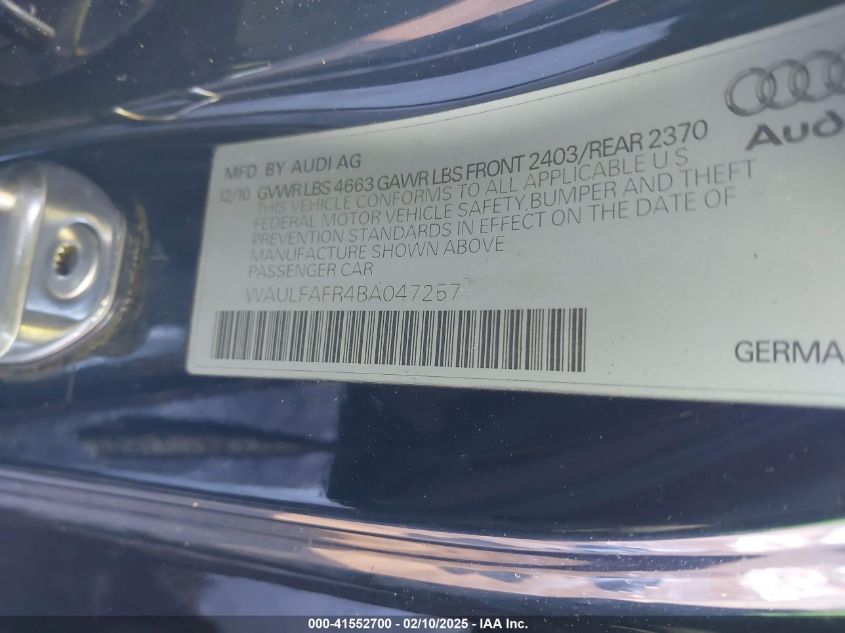 Aud
MFD. BY AUDI AG
12/10 GVWR LBS 4663 GAWR LBS FRONT 2403/REAR 2370
THIS VEHICLE CONFORMS TO ALL APPLICABLE U S
FEDERAL MOTOR VEHICLE SAFETY, BUMPER AND THEFT
PREVENTION STANDARDS IN EFFECT ON THE DATE OF
MANUFACTURE SHOWN ABOVE
PASSENGER CAR
WAULFAFR4BA047257
GERMA
000-41552700 - 02/10/2025 - IAA Inc.